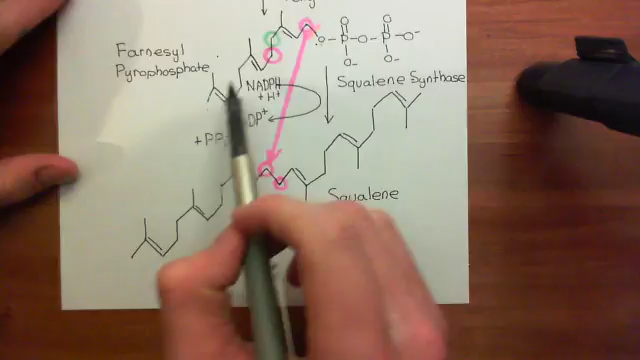 Farnesyl
Pyrophosphate
O-P-O-P-O-
O
O
O-
O-
NADPH
+ H+
DP+
+ PP
Squalene Synthase
Squalene